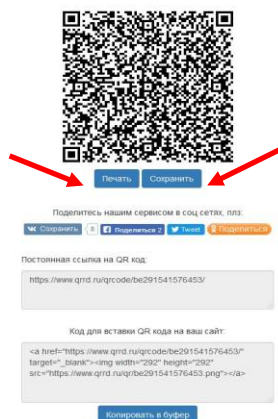 Печать Сохранить
Поделитесь нашим сервисом в соц сетях, плз:
Сохранить 8 Поделиться 2 Tweet Поделиться
Постоянная ссылка на QR код:
https://www.qrrd.ru/qrcode/be291541576453/
Код для вставки QR кода на ваш сайт:
<a href="https://www.qrrd.ru/qrcode/be291541576453/"
target="_blank"><img width="292" height="292"
src="https://www.qrrd.ru/qr/be291541576453.png"></a>
Копировать в буфер